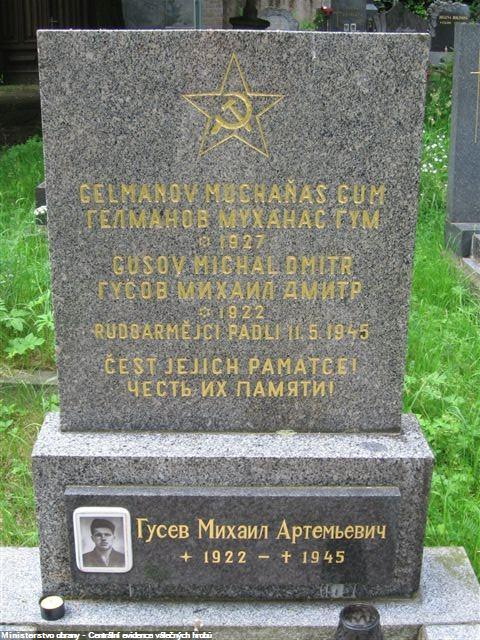 GELMANOV MUCHAŇAS GUM
ГЕЛМАНОВ МУХАНАС ГУМ
☆ 1927
GUSOV MICHAL DMITR
ГУСОВ МИХАИЛ ДМИТР
☆ 1922
RUDOARMĚJCI PADLI 11.5.1945
ČEST JEJICH PAMATCE!
ЧЕСТЬ ИХ ПАМЯТИ!
Гусев Михаил Артемьевич
+ 1922 – † 1945
Ministerstvo obrany - Centrální evidence válečných hrobů